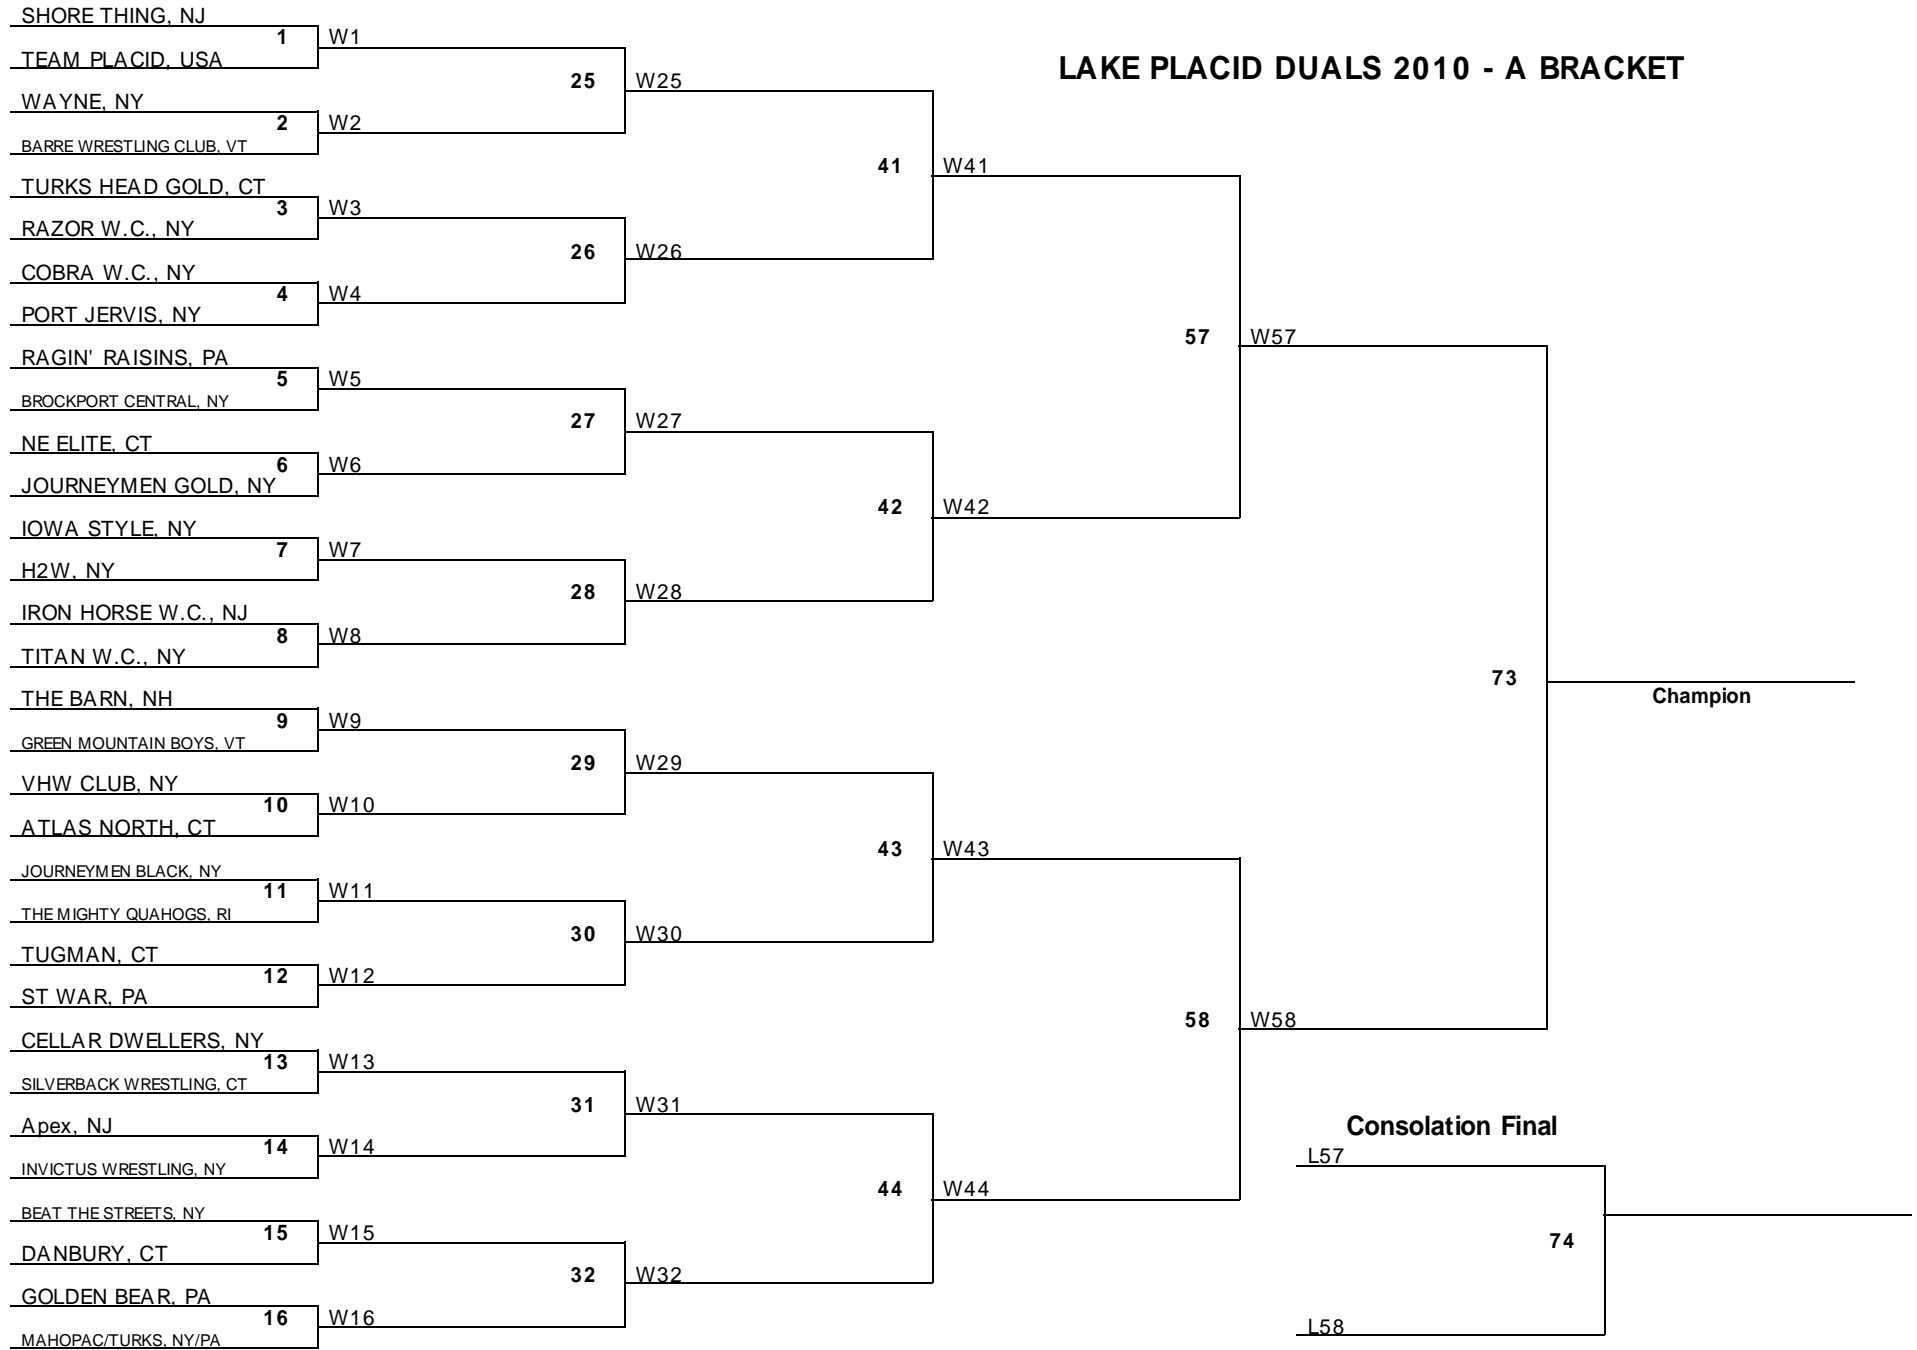 LAKE PLACID DUALS 2010 - A BRACKET
SHORE THING, NJ
1
W1
TEAM PLACID, USA
25
W25
WAYNE, NY
2
W2
BARRE WRESTLING CLUB, VT
41
W41
TURKS HEAD GOLD, CT
3
W3
RAZOR W.C., NY
26
W26
COBRA W.C., NY
4
W4
PORT JERVIS, NY
57
W57
RAGIN' RAISINS, PA
5
W5
BROCKPORT CENTRAL, NY
27
W27
NE ELITE, CT
6
W6
JOURNEYMEN GOLD, NY
42
W42
IOWA STYLE, NY
7
W7
H2W, NY
28
W28
IRON HORSE W.C., NJ
8
W8
TITAN W.C., NY
73
Champion
THE BARN, NH
9
W9
GREEN MOUNTAIN BOYS, VT
29
W29
VHW CLUB, NY
10
W10
ATLAS NORTH, CT
43
W43
JOURNEYMEN BLACK, NY
11
W11
THE MIGHTY QUAHOGS, RI
30
W30
TUGMAN, CT
12
W12
ST WAR, PA
58
W58
CELLAR DWELLERS, NY
13
W13
SILVERBACK WRESTLING, CT
31
W31
Apex, NJ
14
W14
INVICTUS WRESTLING, NY
44
W44
BEAT THE STREETS, NY
15
W15
DANBURY, CT
32
W32
GOLDEN BEAR, PA
16
W16
MAHOPAC/TURKS, NY/PA
Consolation Final
L57
74
L58